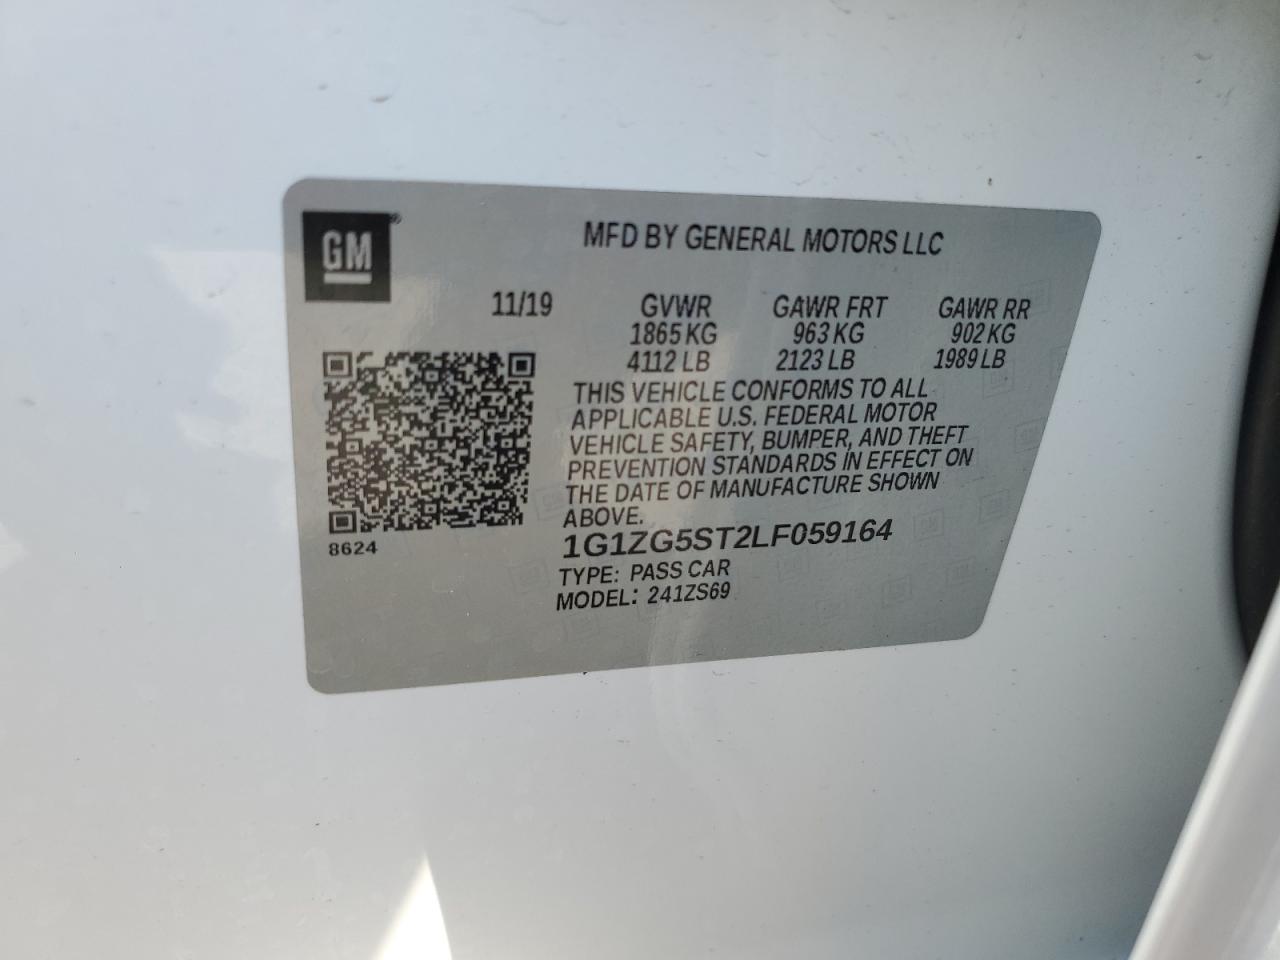 GM®
MFD BY GENERAL MOTORS LLC
11/19 GVWR GAWR FRT GAWR RR
1865 KG 963 KG 902 KG
4112 LB 2123 LB 1989 LB
THIS VEHICLE CONFORMS TO ALL
APPLICABLE U.S. FEDERAL MOTOR
VEHICLE SAFETY, BUMPER, AND THEFT
PREVENTION STANDARDS IN EFFECT ON
THE DATE OF MANUFACTURE SHOWN
ABOVE.
8624
1G1ZG5ST2LF059164
TYPE: PASS CAR
MODEL: 241ZS69